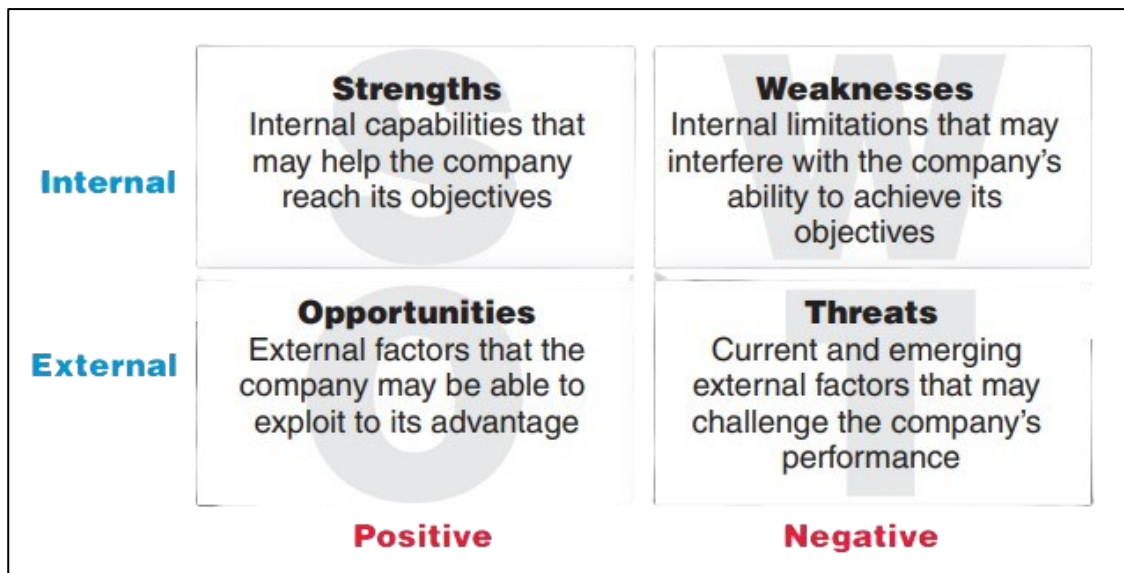 Internal
Strengths
Internal capabilities that
may help the company
reach its objectives
Weaknesses
Internal limitations that may
interfere with the company's
ability to achieve its
objectives
External
Opportunities
External factors that the
company may be able to
exploit to its advantage
Threats
Current and emerging
external factors that may
challenge the company's
performance
Positive
Negative
S
W
O
T